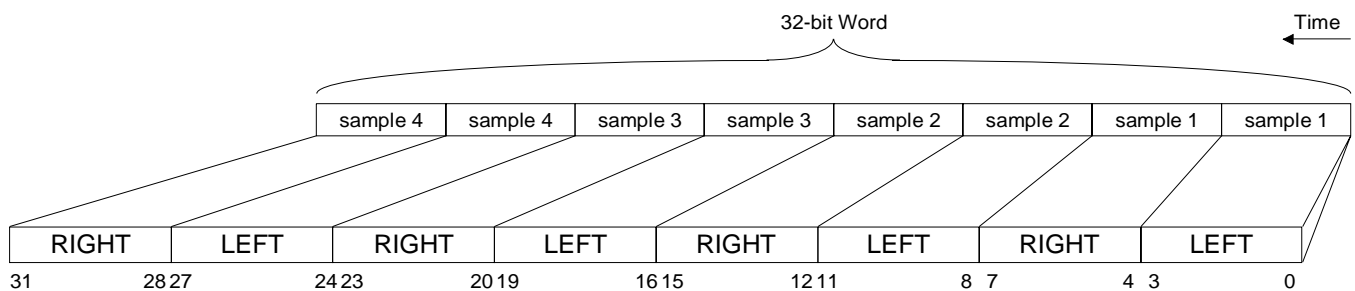 32-bit Word
Time
sample 4 sample 4 sample 3 sample 3 sample 2 sample 2 sample 1 sample 1
RIGHT LEFT RIGHT LEFT RIGHT LEFT RIGHT LEFT
31 28 27 24 23 20 19 16 15 12 11 8 7 4 3 0